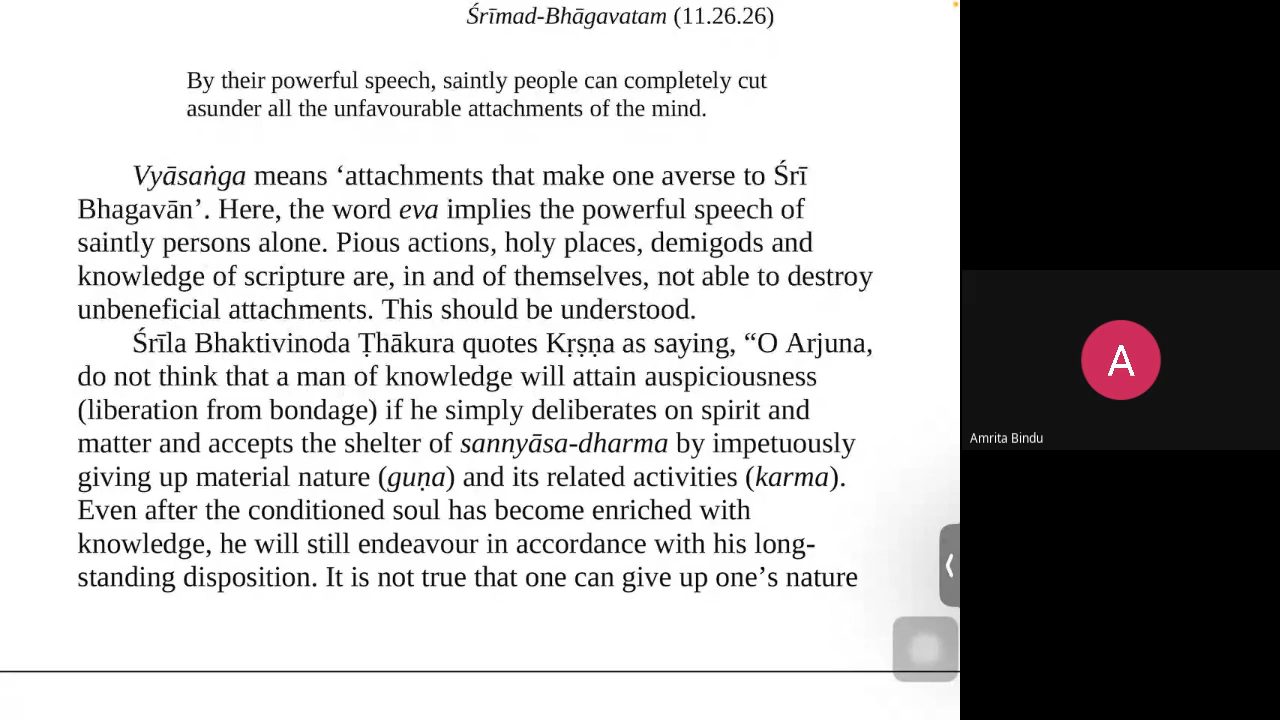 Śrīmad-Bhāgavatam (11.26.26)
By their powerful speech, saintly people can completely cut
asunder all the unfavourable attachments of the mind.
Vyāsaṅga means ‘attachments that make one averse to Śrī
Bhagavān’. Here, the word eva implies the powerful speech of
saintly persons alone. Pious actions, holy places, demigods and
knowledge of scripture are, in and of themselves, not able to destroy
unbeneficial attachments. This should be understood.
Śrīla Bhaktivinoda Ṭhākura quotes Kṛṣṇa as saying, “O Arjuna,
do not think that a man of knowledge will attain auspiciousness
(liberation from bondage) if he simply deliberates on spirit and
matter and accepts the shelter of sannyāsa-dharma by impetuously
giving up material nature (guṇa) and its related activities (karma).
Even after the conditioned soul has become enriched with
knowledge, he will still endeavour in accordance with his long-
standing disposition. It is not true that one can give up one’s nature
A
Amrita Bindu